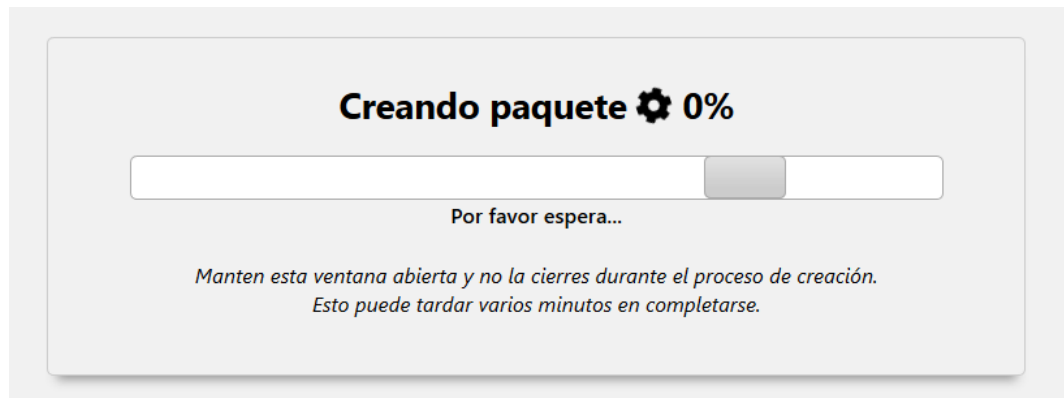 Creando paquete 0%
Por favor espera...
Manten esta ventana abierta y no la cierres durante el proceso de creación.
Esto puede tardar varios minutos en completarse.